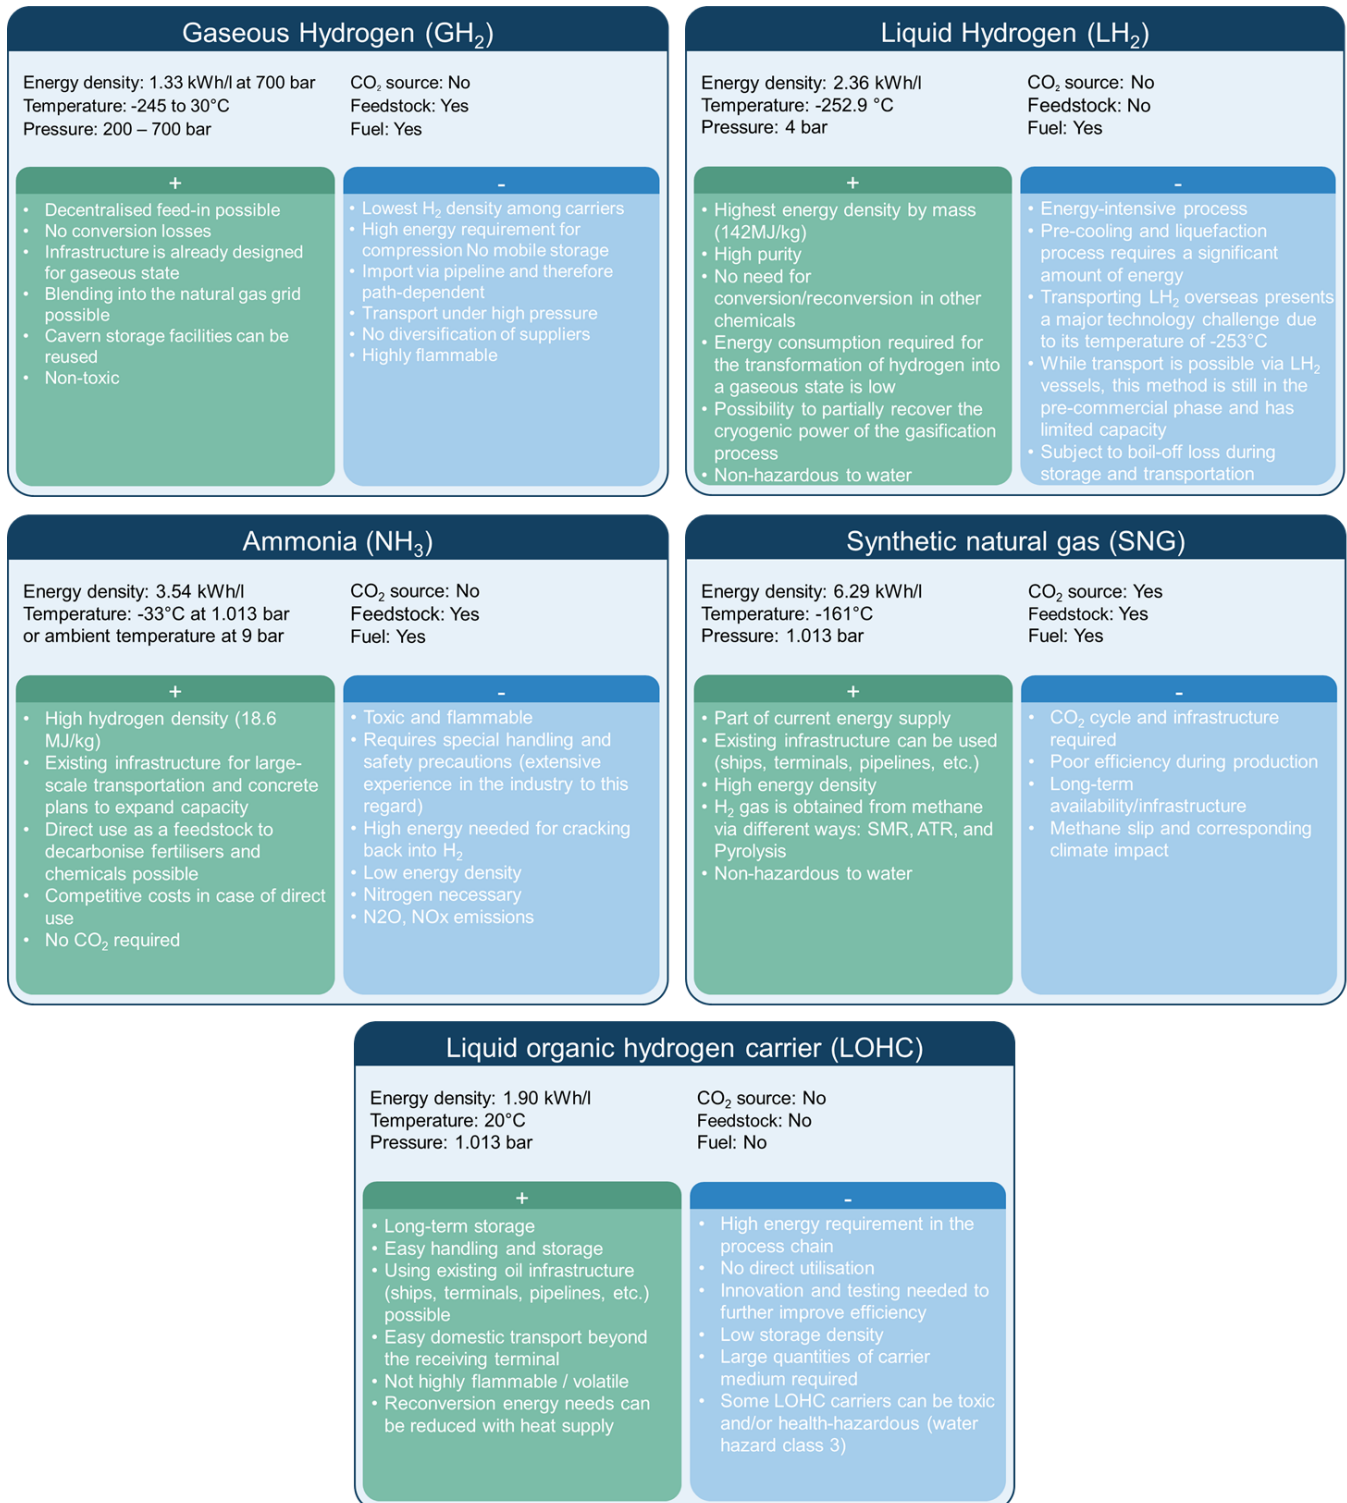 Gaseous Hydrogen (GH₂)
Energy density: 1.33 kWh/l at 700 bar
Temperature: -245 to 30°C
Pressure: 200 – 700 bar
CO₂ source: No
Feedstock: Yes
Fuel: Yes
+
• Decentralised feed-in possible
• No conversion losses
• Infrastructure is already designed
for gaseous state
• Blending into the natural gas grid
possible
• Cavern storage facilities can be
reused
• Non-toxic
-
• Lowest H₂ density among carriers
• High energy requirement for
compression No mobile storage
• Import via pipeline and therefore
path-dependent
• Transport under high pressure
• No diversification of suppliers
• Highly flammable
Liquid Hydrogen (LH₂)
Energy density: 2.36 kWh/l
Temperature: -252.9 °C
Pressure: 4 bar
CO₂ source: No
Feedstock: No
Fuel: Yes
+
• Highest energy density by mass
(142MJ/kg)
• High purity
• No need for
conversion/reconversion in other
chemicals
• Energy consumption required for
the transformation of hydrogen into
a gaseous state is low
• Possibility to partially recover the
cryogenic power of the gasification
process
• Non-hazardous to water
-
• Energy-intensive process
• Pre-cooling and liquefaction
process requires a significant
amount of energy
• Transporting LH₂ overseas presents
a major technology challenge due
to its temperature of -253°C
• While transport is possible via LH₂
vessels, this method is still in the
pre-commercial phase and has
limited capacity
• Subject to boil-off loss during
storage and transportation
Ammonia (NH₃)
Energy density: 3.54 kWh/l
Temperature: -33°C at 1.013 bar
or ambient temperature at 9 bar
CO₂ source: No
Feedstock: Yes
Fuel: Yes
+
• High hydrogen density (18.6
MJ/kg)
• Existing infrastructure for large-
scale transportation and concrete
plans to expand capacity
• Direct use as a feedstock to
decarbonise fertilisers and
chemicals possible
• Competitive costs in case of direct
use
• No CO₂ required
-
• Toxic and flammable
• Requires special handling and
safety precautions (extensive
experience in the industry to this
regard)
• High energy needed for cracking
back into H₂
• Low energy density
• Nitrogen necessary
• N2O, NOx emissions
Synthetic natural gas (SNG)
Energy density: 6.29 kWh/l
Temperature: -161°C
Pressure: 1.013 bar
CO₂ source: Yes
Feedstock: Yes
Fuel: Yes
+
• Part of current energy supply
• Existing infrastructure can be used
(ships, terminals, pipelines, etc.)
• High energy density
• H₂ gas is obtained from methane
via different ways: SMR, ATR, and
Pyrolysis
• Non-hazardous to water
-
• CO₂ cycle and infrastructure
required
• Poor efficiency during production
• Long-term
availability/infrastructure
• Methane slip and corresponding
climate impact
Liquid organic hydrogen carrier (LOHC)
Energy density: 1.90 kWh/l
Temperature: 20°C
Pressure: 1.013 bar
CO₂ source: No
Feedstock: No
Fuel: No
+
• Long-term storage
• Easy handling and storage
• Using existing oil infrastructure
(ships, terminals, pipelines, etc.)
possible
• Easy domestic transport beyond
the receiving terminal
• Not highly flammable / volatile
• Reconversion energy needs can
be reduced with heat supply
-
• High energy requirement in the
process chain
• No direct utilisation
• Innovation and testing needed to
further improve efficiency
• Low storage density
• Large quantities of carrier
medium required
• Some LOHC carriers can be toxic
and/or health-hazardous (water
hazard class 3)